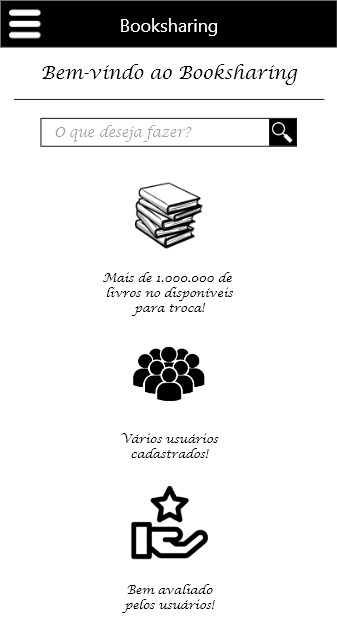 Booksharing
Bem-vindo ao Booksharing
O que deseja fazer?
Mais de 1.000.000 de
livros no disponíveis
para troca!
Vários usuários
cadastrados!
Bem avaliado
pelos usuários!